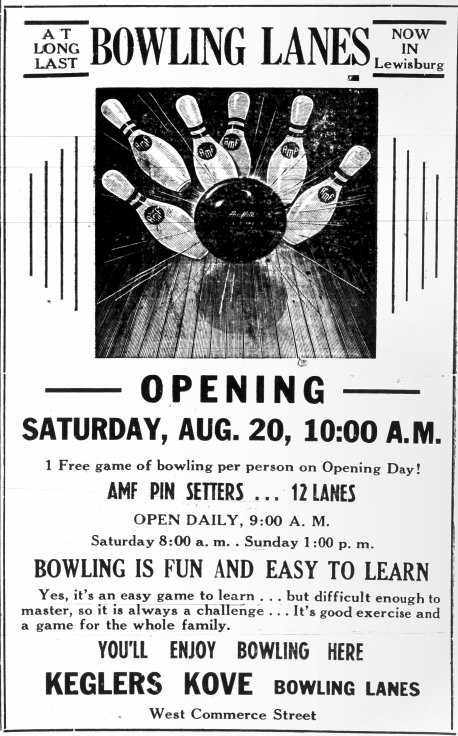 AT LONG LAST
BOWLING LANES
NOW IN Lewisburg
AMF
AMF
AMF
AMF
AMF
OPENING
SATURDAY, AUG. 20, 10:00 A.M.
1 Free game of bowling per person on Opening Day!
AMF PIN SETTERS ... 12 LANES
OPEN DAILY, 9:00 A. M.
Saturday 8:00 a. m. . Sunday 1:00 p. m.
BOWLING IS FUN AND EASY TO LEARN
Yes, it's an easy game to learn ... but difficult enough to
master, so it is always a challenge ... It's good exercise and
a game for the whole family.
YOU'LL ENJOY BOWLING HERE
KEGLERS KOVE BOWLING LANES
West Commerce Street